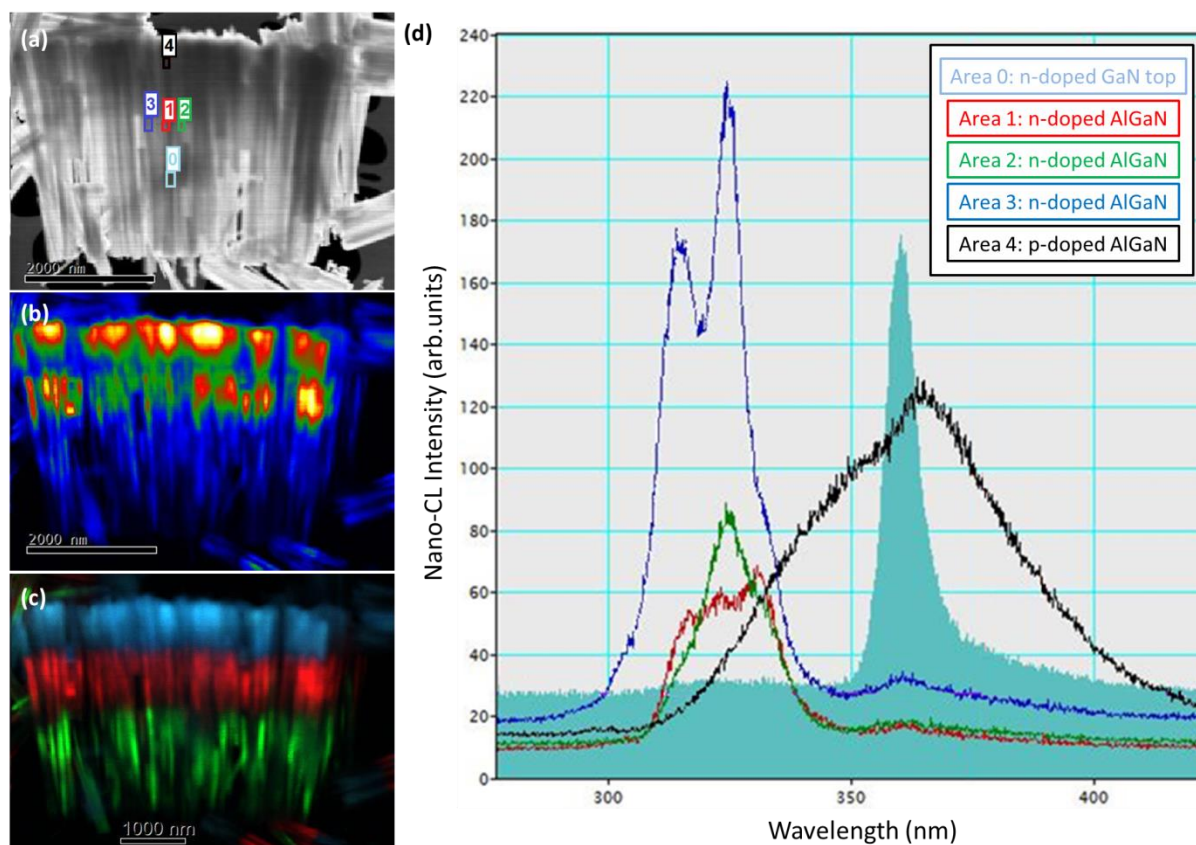 (a)
4
3 1 2
0
2000 nm
(b)
2000 nm
(c)
1000 nm
(d)
240
220
200
180
160
140
120
100
80
60
40
20
0
Nano-CL Intensity (arb.units)
300 350 400
Wavelength (nm)
Area 0: n-doped GaN top
Area 1: n-doped AlGaN
Area 2: n-doped AlGaN
Area 3: n-doped AlGaN
Area 4: p-doped AlGaN